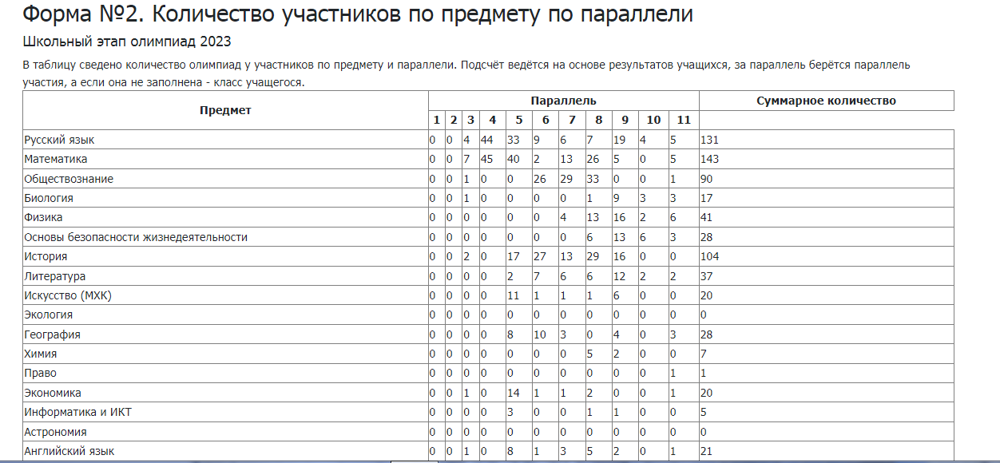 Форма №2. Количество участников по предмету по параллели
Школьный этап олимпиад 2023
В таблицу сведено количество олимпиад у участников по предмету и параллели. Подсчёт ведётся на основе результатов учащихся, за параллель берётся параллель
участия, а если она не заполнена - класс учащегося.
Предмет Параллель Суммарное количество
1 2 3 4 5 6 7 8 9 10 11
Русский язык 0 0 4 44 33 9 6 7 19 4 5 131
Математика 0 0 7 45 40 2 13 26 5 0 5 143
Обществознание 0 0 1 0 0 26 29 33 0 0 1 90
Биология 0 0 1 0 0 0 0 1 9 3 3 17
Физика 0 0 0 0 0 0 4 13 16 2 6 41
Основы безопасности жизнедеятельности 0 0 0 0 0 0 0 6 13 6 3 28
История 0 0 2 0 17 27 13 29 16 0 0 104
Литература 0 0 0 0 2 7 6 6 12 2 2 37
Искусство (МХК) 0 0 0 0 11 1 1 1 6 0 0 20
Экология 0 0 0 0 0 0 0 0 0 0 0 0
География 0 0 0 0 8 10 3 0 4 0 3 28
Химия 0 0 0 0 0 0 0 5 2 0 0 7
Право 0 0 0 0 0 0 0 0 0 0 1 1
Экономика 0 0 1 0 14 1 1 2 0 0 1 20
Информатика и ИКТ 0 0 0 0 3 0 0 1 1 0 0 5
Астрономия 0 0 0 0 0 0 0 0 0 0 0 0
Английский язык 0 0 1 0 8 1 3 5 2 0 1 21